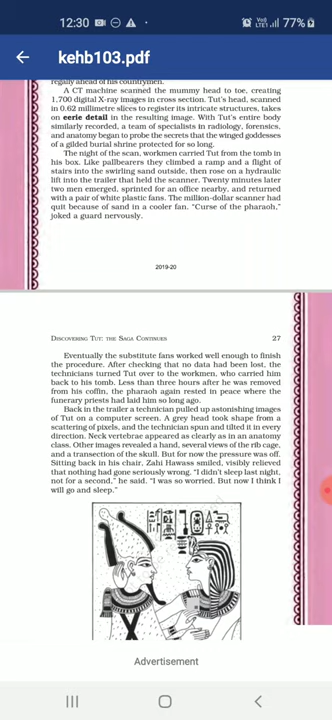 12:30
77%
kehb103.pdf
regally ahead of his countrymen.
A CT machine scanned the mummy head to toe, creating
1,700 digital X-ray images in cross section. Tut's head, scanned
in 0.62 millimetre slices to register its intricate structures, takes
on eerie detail in the resulting image. With Tut's entire body
similarly recorded, a team of specialists in radiology, forensics,
and anatomy began to probe the secrets that the winged goddesses
of a gilded burial shrine protected for so long.
The night of the scan, workmen carried Tut from the tomb in
his box. Like pallbearers they climbed a ramp and a flight of
stairs into the swirling sand outside, then rose on a hydraulic
lift into the trailer that held the scanner. Twenty minutes later
two men emerged, sprinted for an office nearby, and returned
with a pair of white plastic fans. The million-dollar scanner had
quit because of sand in a cooler fan. "Curse of the pharaoh,"
joked a guard nervously.
2019-20
DISCOVERING TUT: THE SAGA CONTINUES 27
Eventually the substitute fans worked well enough to finish
the procedure. After checking that no data had been lost, the
technicians turned Tut over to the workmen, who carried him
back to his tomb. Less than three hours after he was removed
from his coffin, the pharaoh again rested in peace where the
funerary priests had laid him so long ago.
Back in the trailer a technician pulled up astonishing images
of Tut on a computer screen. A grey head took shape from a
scattering of pixels, and the technician spun and tilted it in every
direction. Neck vertebrae appeared as clearly as in an anatomy
class. Other images revealed a hand, several views of the rib cage,
and a transection of the skull. But for now the pressure was off.
Sitting back in his chair, Zahi Hawass smiled, visibly relieved
that nothing had gone seriously wrong. "I didn't sleep last night,
not for a second," he said. "I was so worried. But now I think I
will go and sleep."
Advertisement